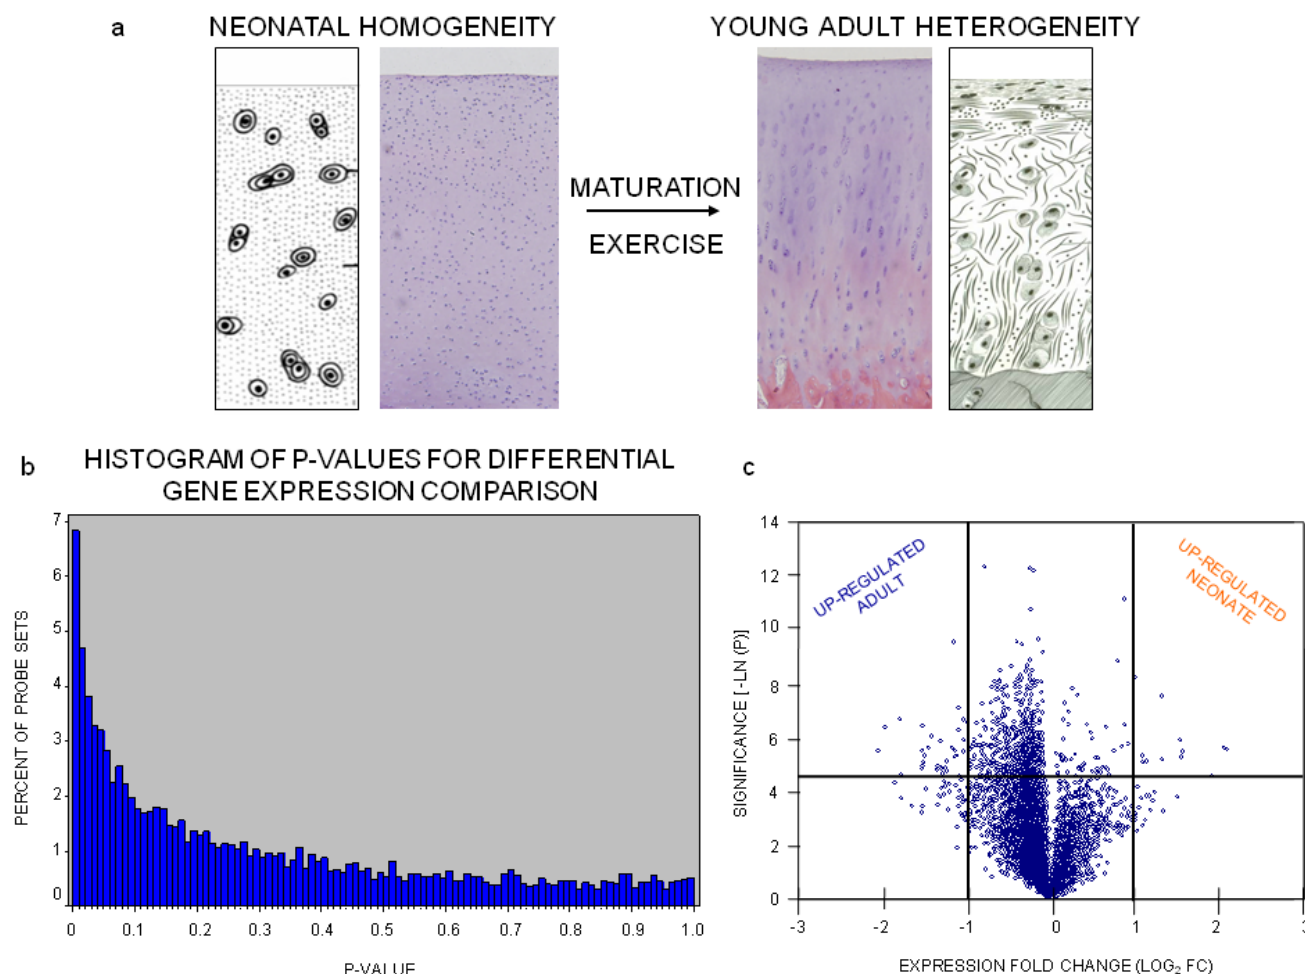 a
NEONATAL HOMOGENEITY
YOUNG ADULT HETEROGENEITY
MATURATION
EXERCISE
b
HISTOGRAM OF P-VALUES FOR DIFFERENTIAL
GENE EXPRESSION COMPARISON
PERCENT OF PROBE SETS
7
6
5
4
3
2
1
0
0 0.1 0.2 0.3 0.4 0.5 0.6 0.7 0.8 0.9 1.0
P-VALUE
c
SIGNIFICANCE [-LN (P)]
14
12
10
8
6
4
2
0
UP-REGULATED
ADULT
UP-REGULATED
NEONATE
-3 -2 -1 0 1 2 3
EXPRESSION FOLD CHANGE (LOG₂ FC)